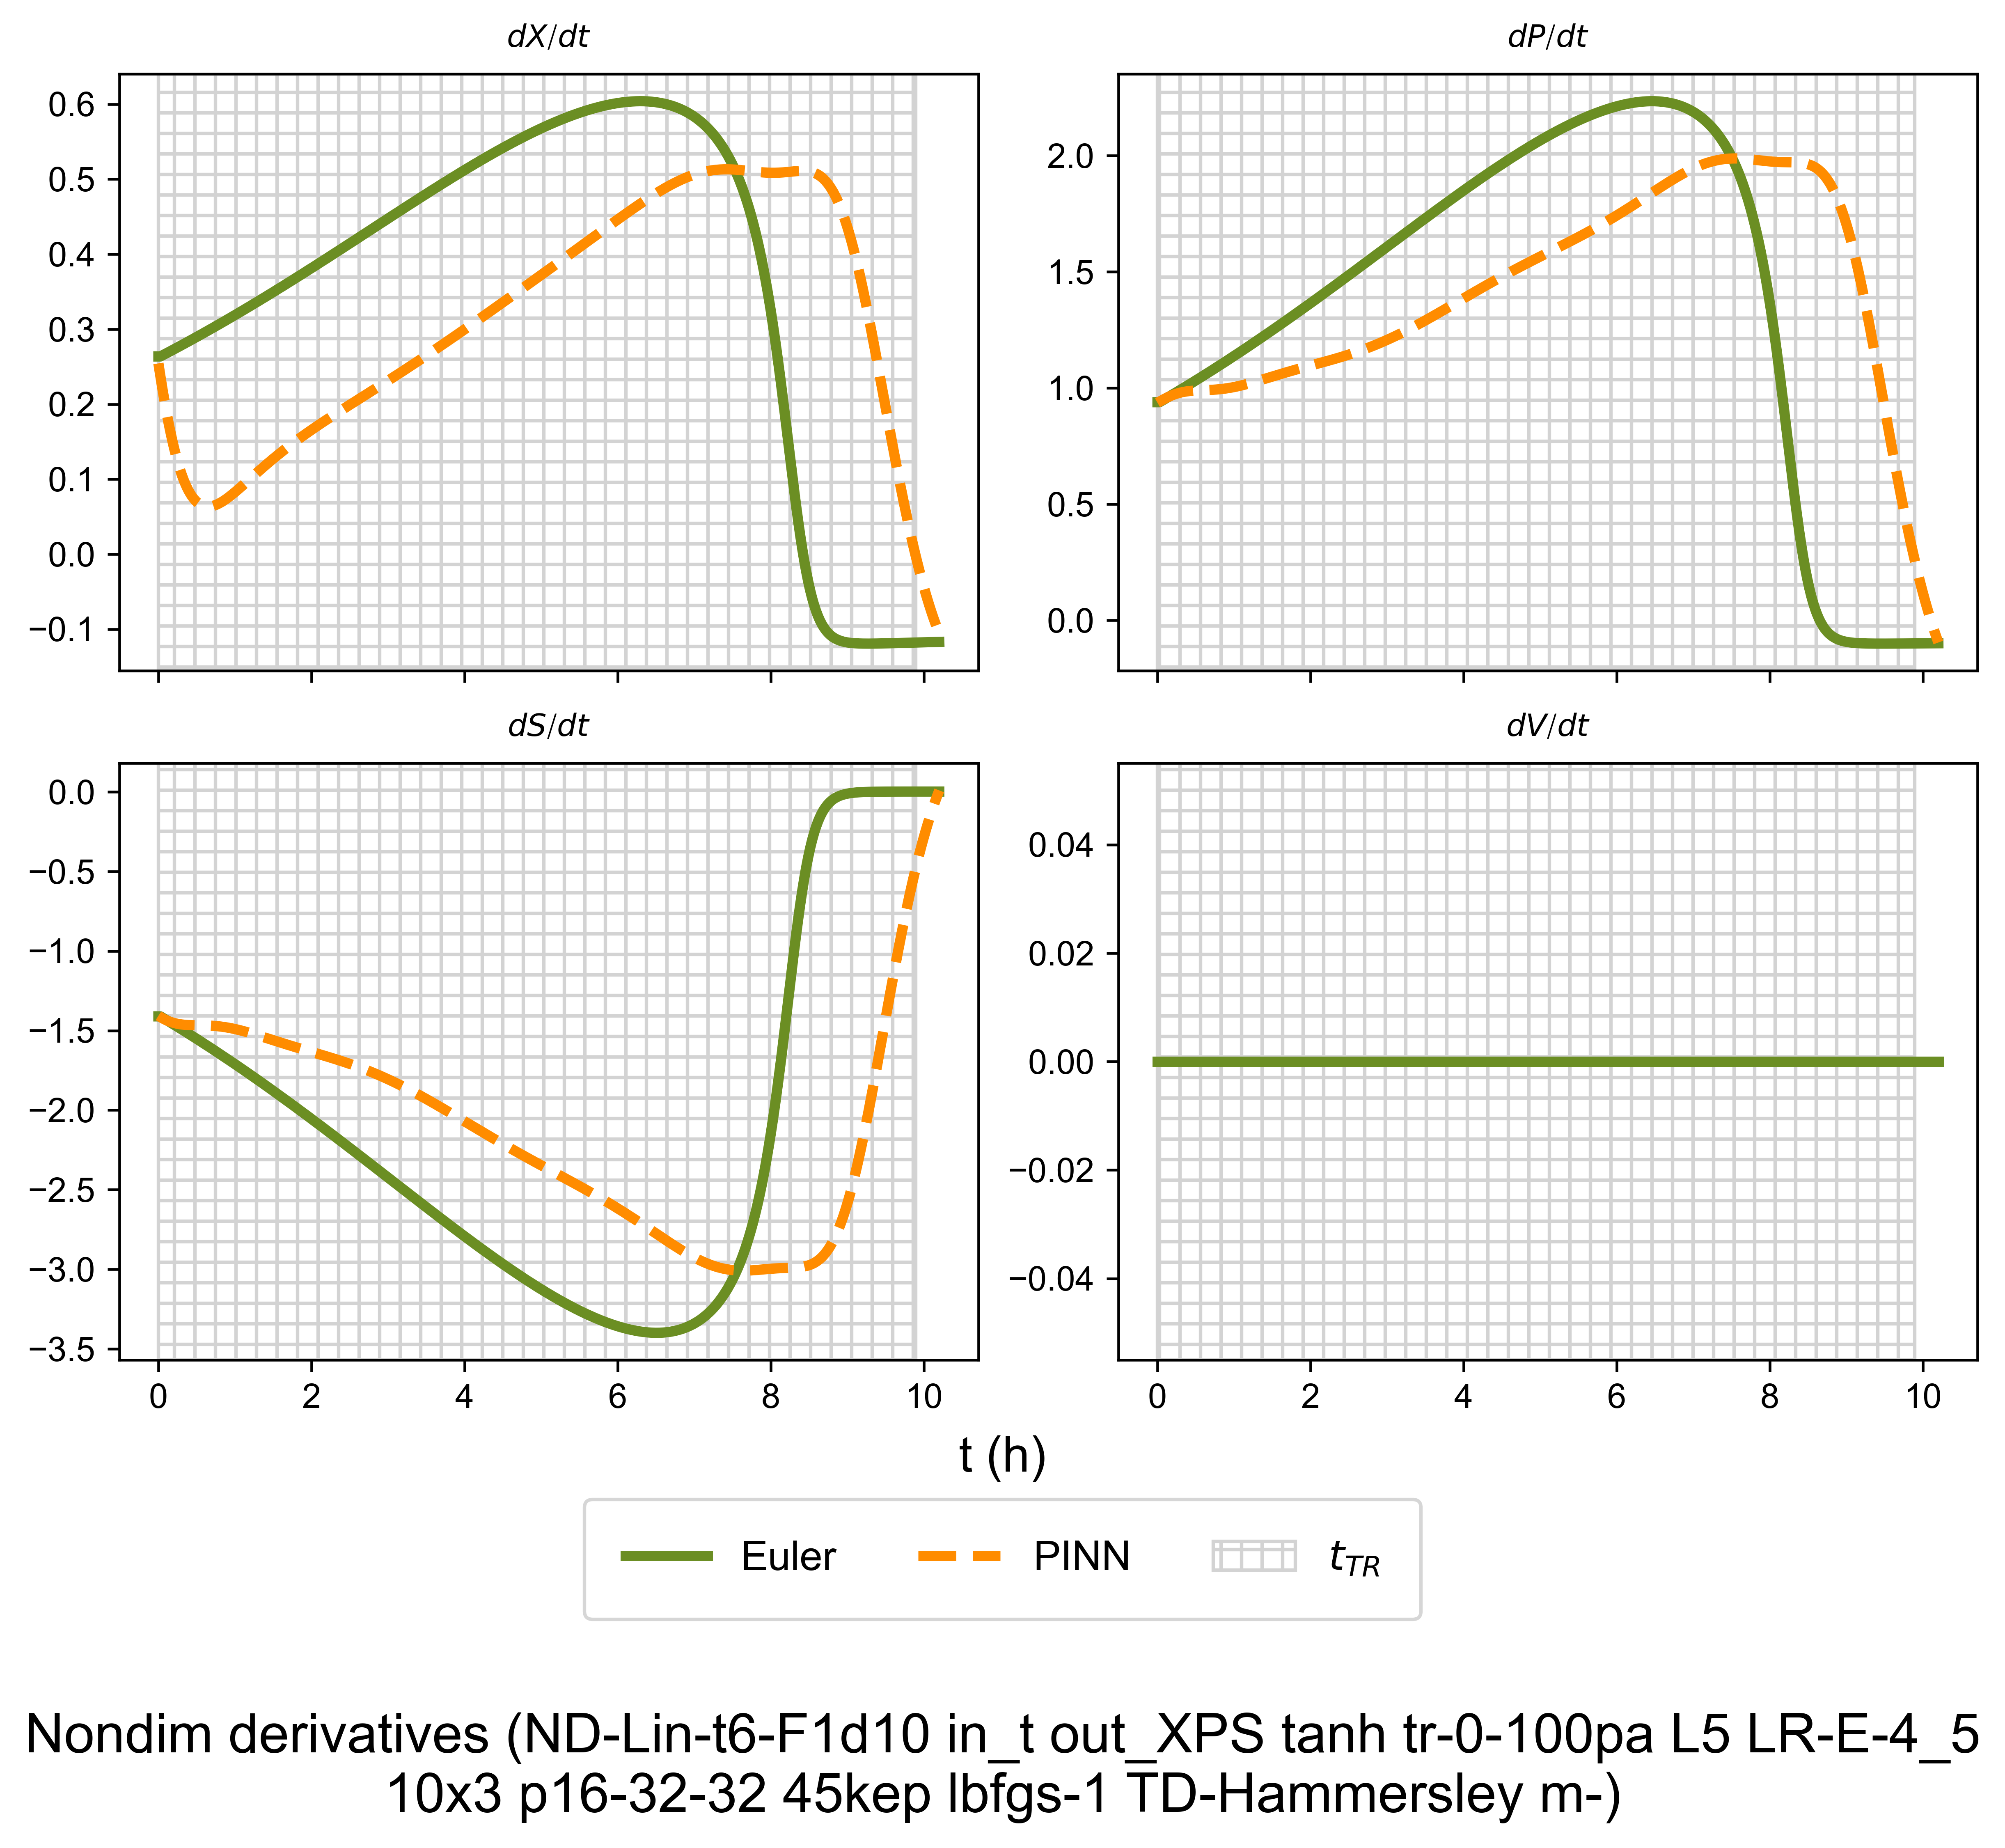 dX/dt
dP/dt
0.6
0.5
0.4
0.3
0.2
0.1
0.0
−0.1
2.0
1.5
1.0
0.5
0.0
dS/dt
dV/dt
0.0
−0.5
−1.0
−1.5
−2.0
−2.5
−3.0
−3.5
0 2 4 6 8 10
0.04
0.02
0.00
−0.02
−0.04
0 2 4 6 8 10
t (h)
Euler PINN t_TR
Nondim derivatives (ND-Lin-t6-F1d10 in_t out_XPS tanh tr-0-100pa L5 LR-E-4_5
10x3 p16-32-32 45kep lbfgs-1 TD-Hammersley m-)